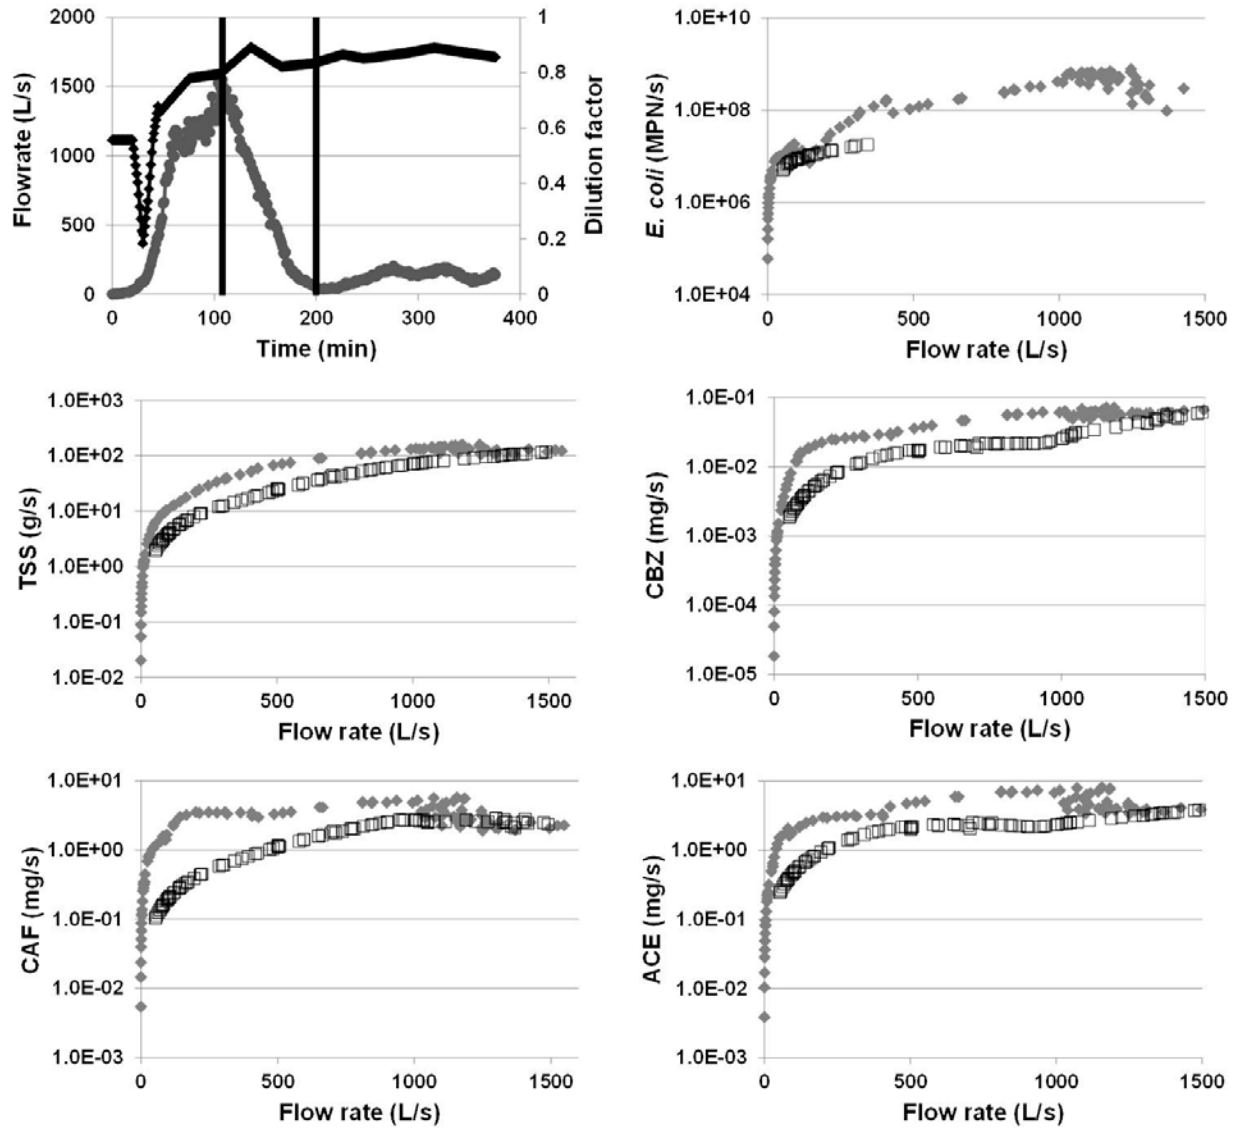 2000
1500
1000
500
0
Flowrate (L/s)
1
0.8
0.6
0.4
0.2
0
Dilution factor
0 100 200 300 400
Time (min)
1.0E+10
1.0E+08
1.0E+06
1.0E+04
E. coli (MPN/s)
0 500 1000 1500
Flow rate (L/s)
1.0E+03
1.0E+02
1.0E+01
1.0E+00
1.0E-01
1.0E-02
TSS (g/s)
0 500 1000 1500
Flow rate (L/s)
1.0E-01
1.0E-02
1.0E-03
1.0E-04
1.0E-05
CBZ (mg/s)
0 500 1000 1500
Flow rate (L/s)
1.0E+01
1.0E+00
1.0E-01
1.0E-02
1.0E-03
CAF (mg/s)
0 500 1000 1500
Flow rate (L/s)
1.0E+01
1.0E+00
1.0E-01
1.0E-02
1.0E-03
ACE (mg/s)
0 500 1000 1500
Flow rate (L/s)